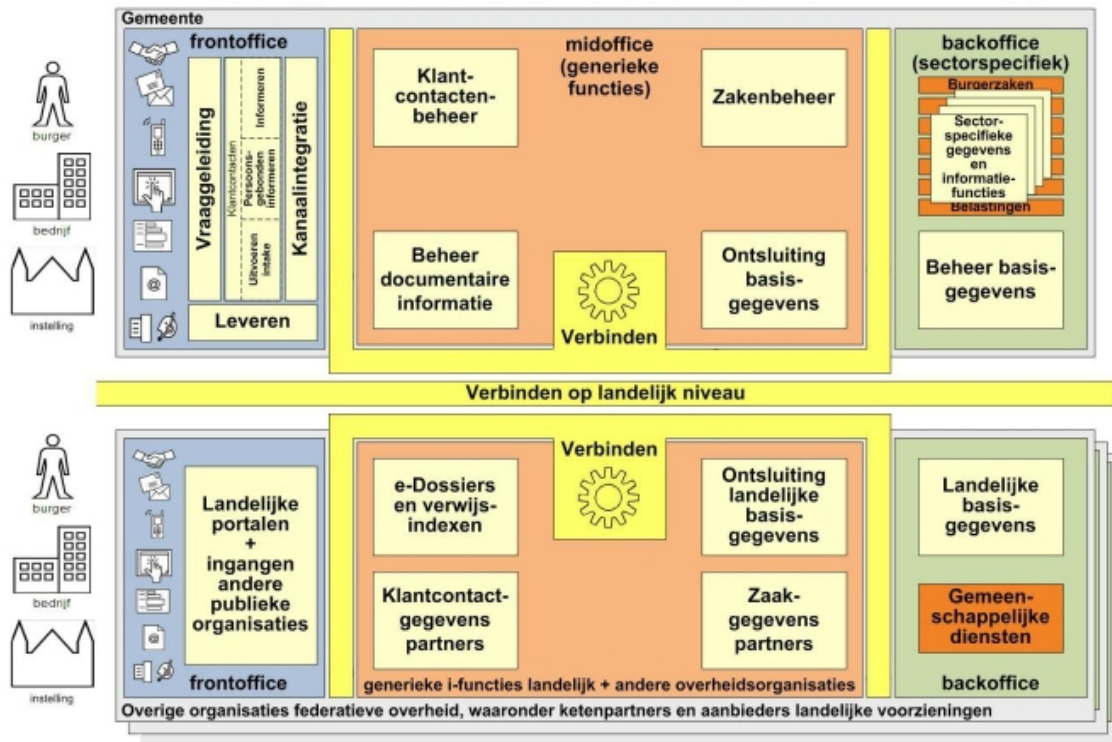 Gemeente
frontoffice
Vraaggeleiding
Klantcontacten
Informeren
Persoons-
gebonden
informeren
Uitvoeren
intake
Kanaalintegratie
Leveren
midoffice
(generieke
functies)
Klant-
contacten-
beheer
Zakenbeheer
Beheer
documentaire
informatie
Verbinden
Ontsluiting
basis-
gegevens
backoffice
(sectorspecifiek)
Burgerzaken
Sector-
specifieke
gegevens
en
informatie-
functies
Belastingen
Beheer basis-
gegevens
burger
bedrijf
instelling
@
Verbinden op landelijk niveau
burger
bedrijf
instelling
@
Landelijke
portalen
+
ingangen
andere
publieke
organisaties
frontoffice
Verbinden
e-Dossiers
en verwijs-
indexen
Ontsluiting
landelijke
basis-
gegevens
Klantcontact-
gegevens
partners
Zaak-
gegevens
partners
generieke i-functies landelijk + andere overheidsorganisaties
Landelijke
basis-
gegevens
Gemeen-
schappelijke
diensten
backoffice
Overige organisaties federatieve overheid, waaronder ketenpartners en aanbieders landelijke voorzieningen